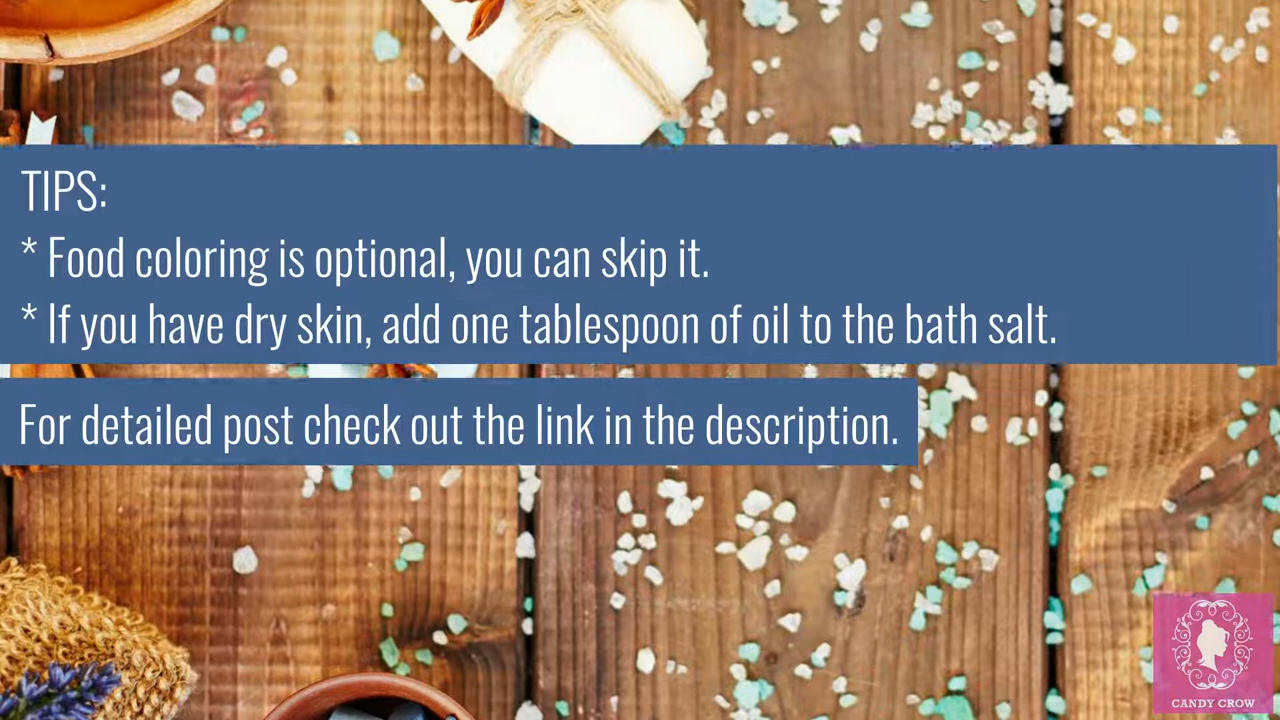 TIPS:
* Food coloring is optional, you can skip it.
* If you have dry skin, add one tablespoon of oil to the bath salt.
For detailed post check out the link in the description.
CANDY CROW